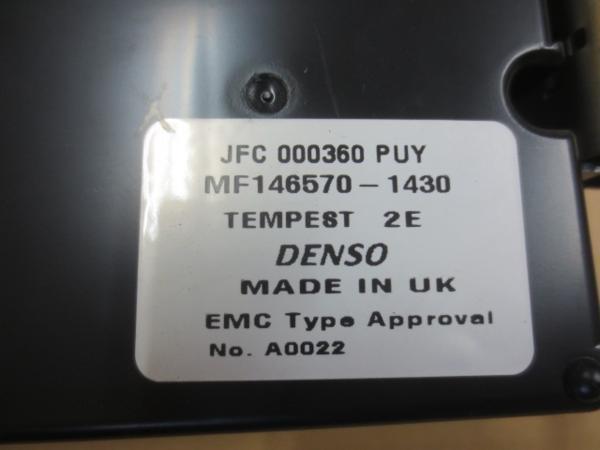 JFC 000360 PUY
MF146570-1430
TEMPEST 2E
DENSO
MADE IN UK
EMC Type Approval
No. A0022